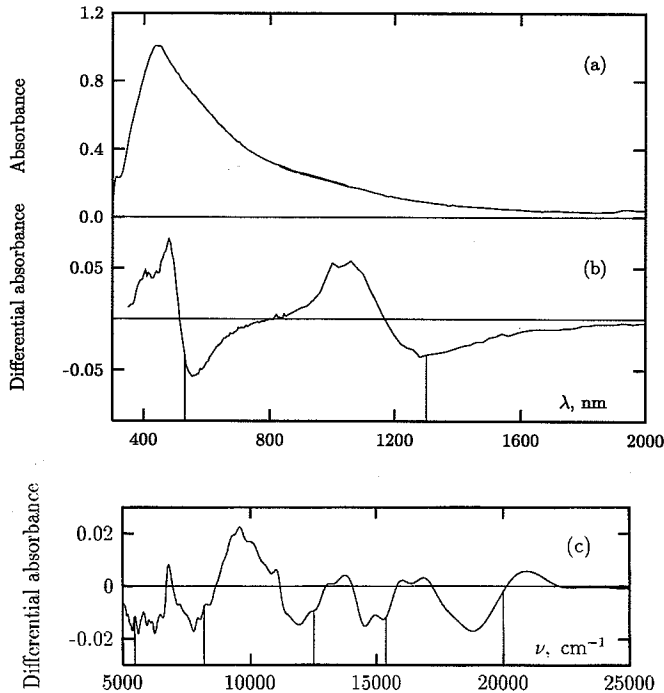 1.2
(a)
0.8
Absorbance
0.4
0.0
(b)
0.05
Differential absorbance
-0.05
λ, nm
400 800 1200 1600 2000
0.02
(c)
0
Differential absorbance
-0.02
ν, cm⁻¹
5000 10000 15000 20000 25000